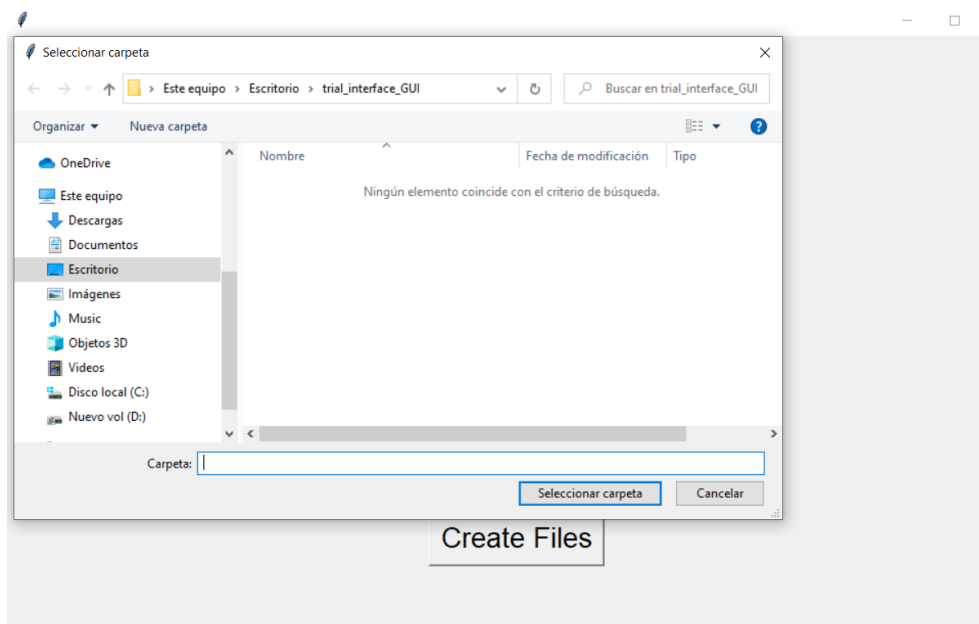 Seleccionar carpeta
Este equipo Escritorio trial_interface_GUI
Buscar en trial_interface_GUI
Organizar Nueva carpeta ?
OneDrive
Este equipo
Descargas
Documentos
Escritorio
Imágenes
Music
Objetos 3D
Videos
Disco local (C:)
Nuevo vol (D:)
Nombre Fecha de modificación Tipo
Ningún elemento coincide con el criterio de búsqueda.
Carpeta:
Seleccionar carpeta Cancelar
Create Files